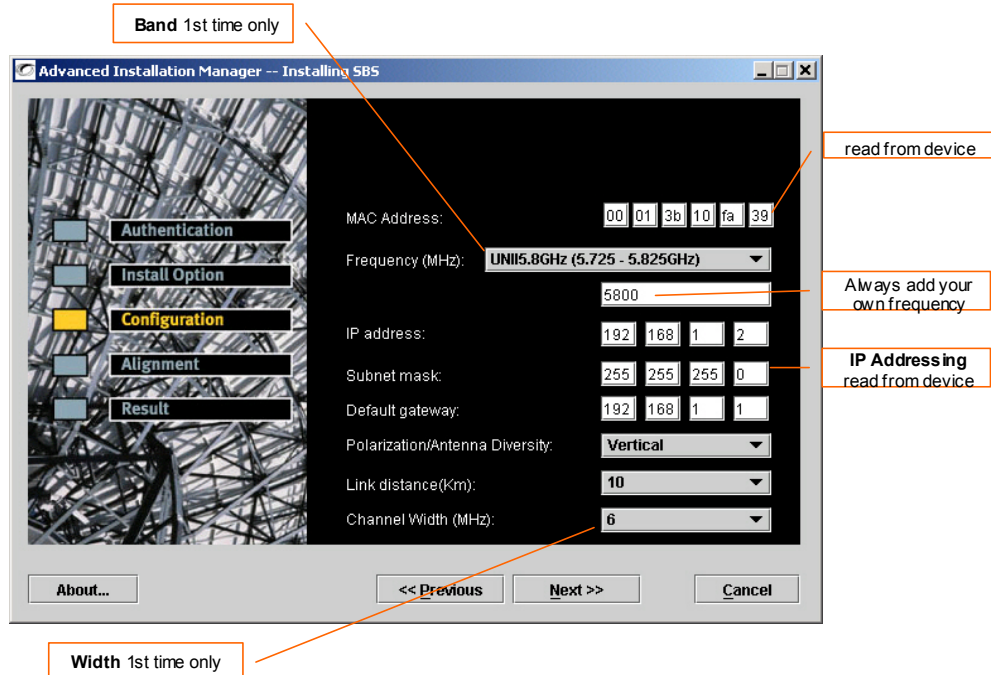 Band 1st time only
Advanced Installation Manager -- Installing SBS
read from device
MAC Address: 00 01 3b 10 fa 39
Authentication
Frequency (MHz): UNII5.8GHz (5.725 - 5.825GHz)
Install Option
5800
Always add your
own frequency
Configuration
IP address: 192 168 1 2
IP Addressing
read from device
Alignment
Subnet mask: 255 255 255 0
Result
Default gateway: 192 168 1 1
Polarization/Antenna Diversity: Vertical
Link distance(Km): 10
Channel Width (MHz): 6
About...
<< Previous
Next >>
Cancel
Width 1st time only